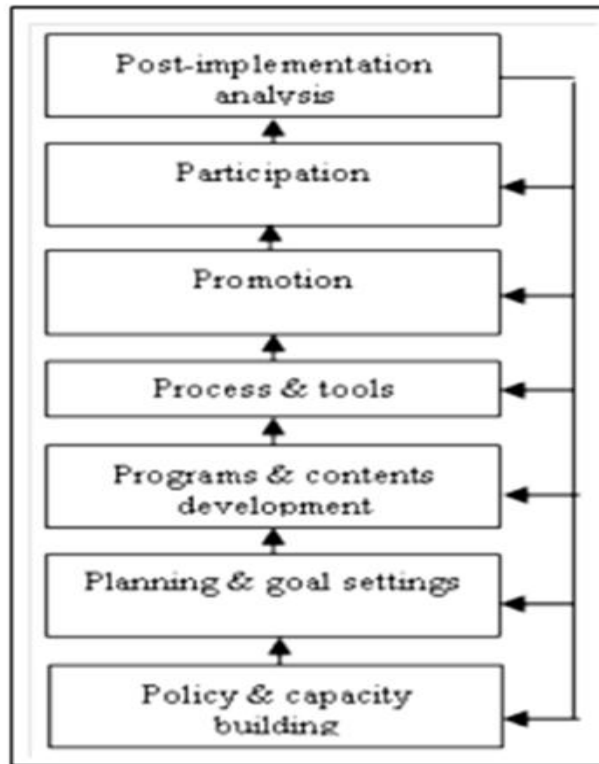 Post-implementation
analysis
Participation
Promotion
Process & tools
Programs & contents
development
Planning & goal settings
Policy & capacity
building